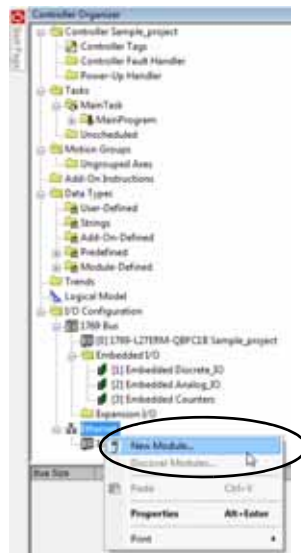 Controller Organizer
Start Page
Controller Sample_project
Controller Tags
Controller Fault Handler
Power-Up Handler
Tasks
MainTask
MainProgram
Unscheduled
Motion Groups
Ungrouped Axes
Add-On Instructions
Data Types
User-Defined
Strings
Add-On-Defined
Predefined
Module-Defined
Trends
Logical Model
I/O Configuration
1769 Bus
[0] 1769-L27ERM-QBFC1B Sample_project
Embedded I/O
[1] Embedded Discrete_IO
[2] Embedded Analog_IO
[3] Embedded Counters
Expansion I/O
Ethernet
New Module...
Discover Modules...
Paste Ctrl+V
Properties Alt+Enter
Print